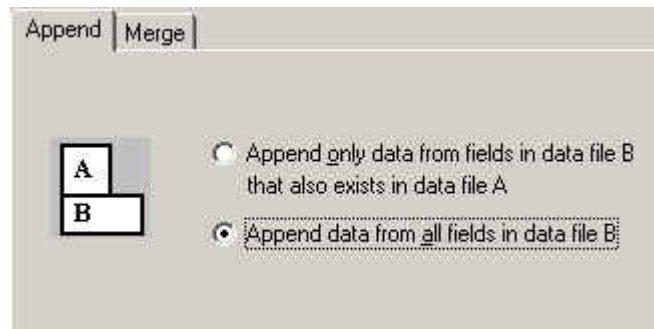 Append Merge
Append only data from fields in data file B
that also exists in data file A
A
B
Append data from all fields in data file B